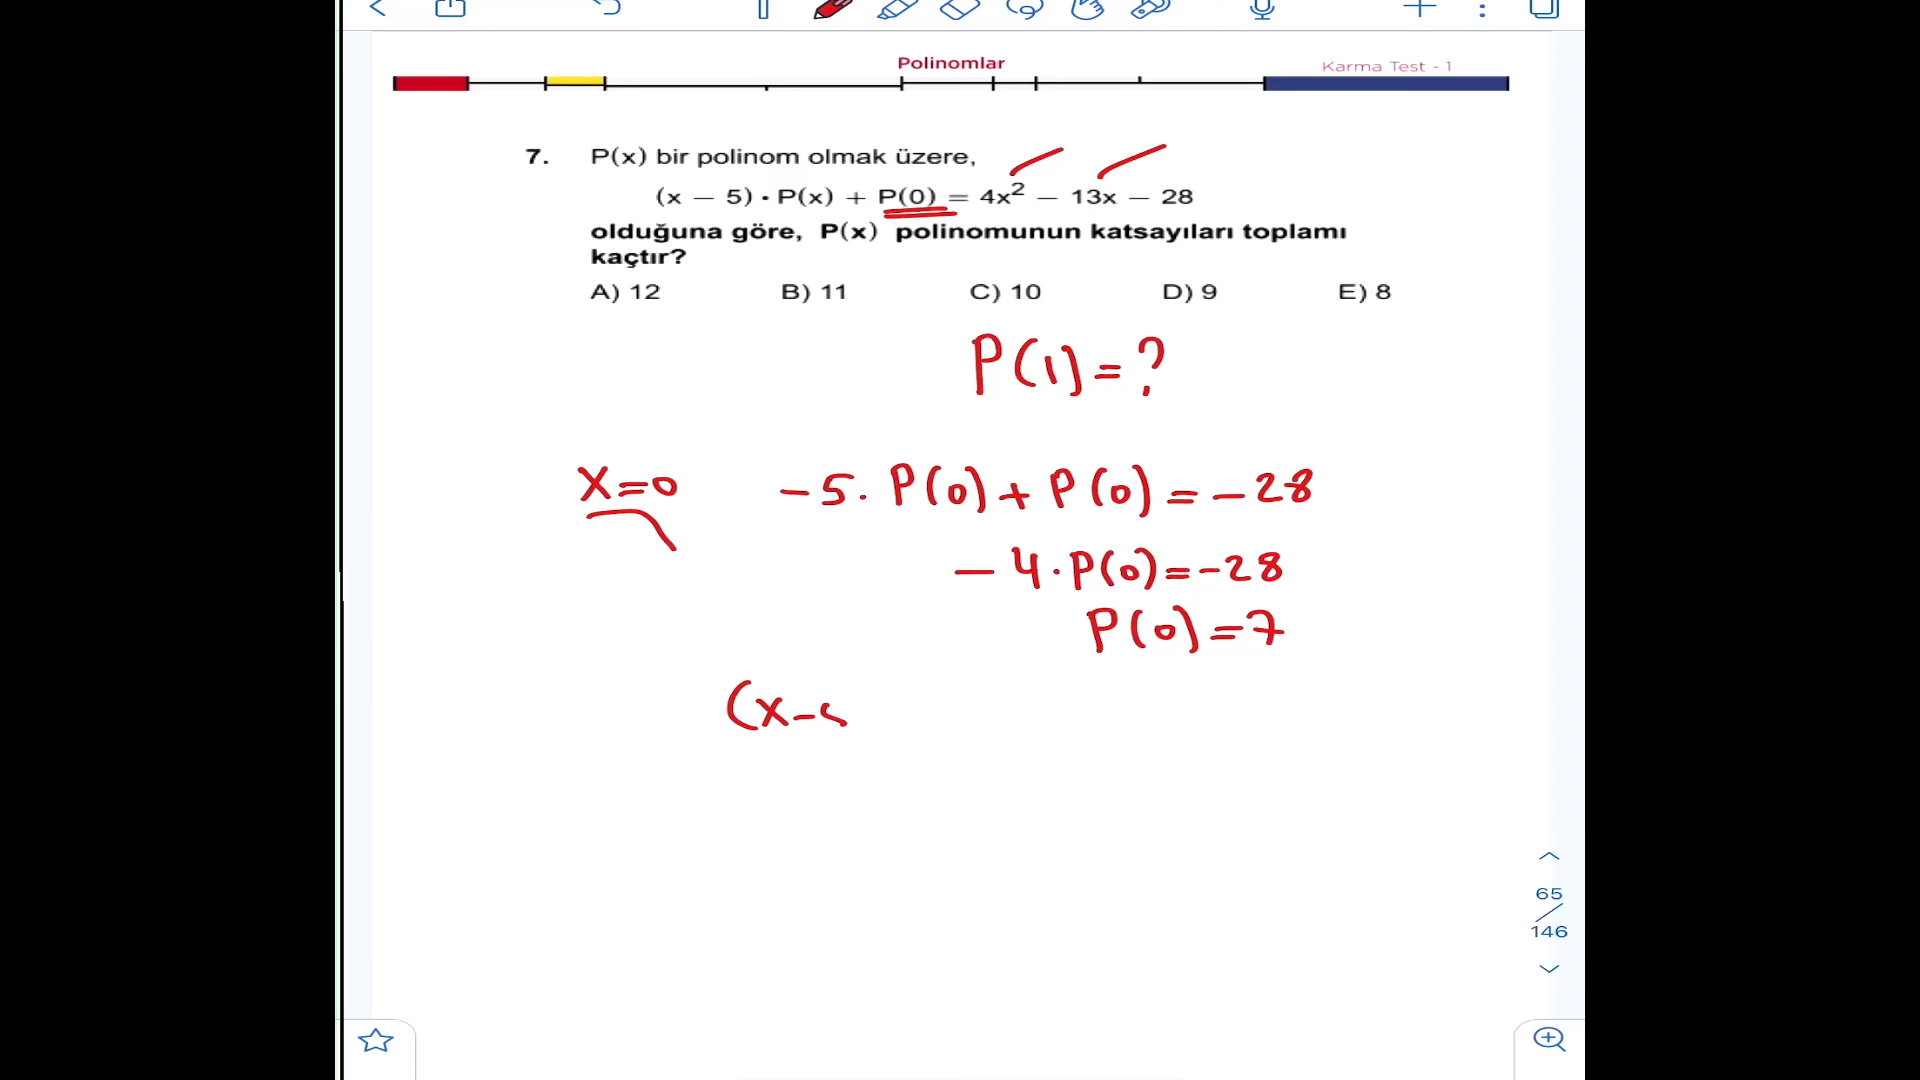 Polinomlar
Karma Test - 1
7. P(x) bir polinom olmak üzere,
(x – 5) • P(x) + P(0) = 4x² – 13x – 28
olduğuna göre, P(x) polinomunun katsayıları toplamı
kaçtır?
A) 12 B) 11 C) 10 D) 9 E) 8
P(1) = ?
x=0 -5. P(0) + P(0) = -28
-4 . P(0) = -28
P(0) = 7
(x-
65
146